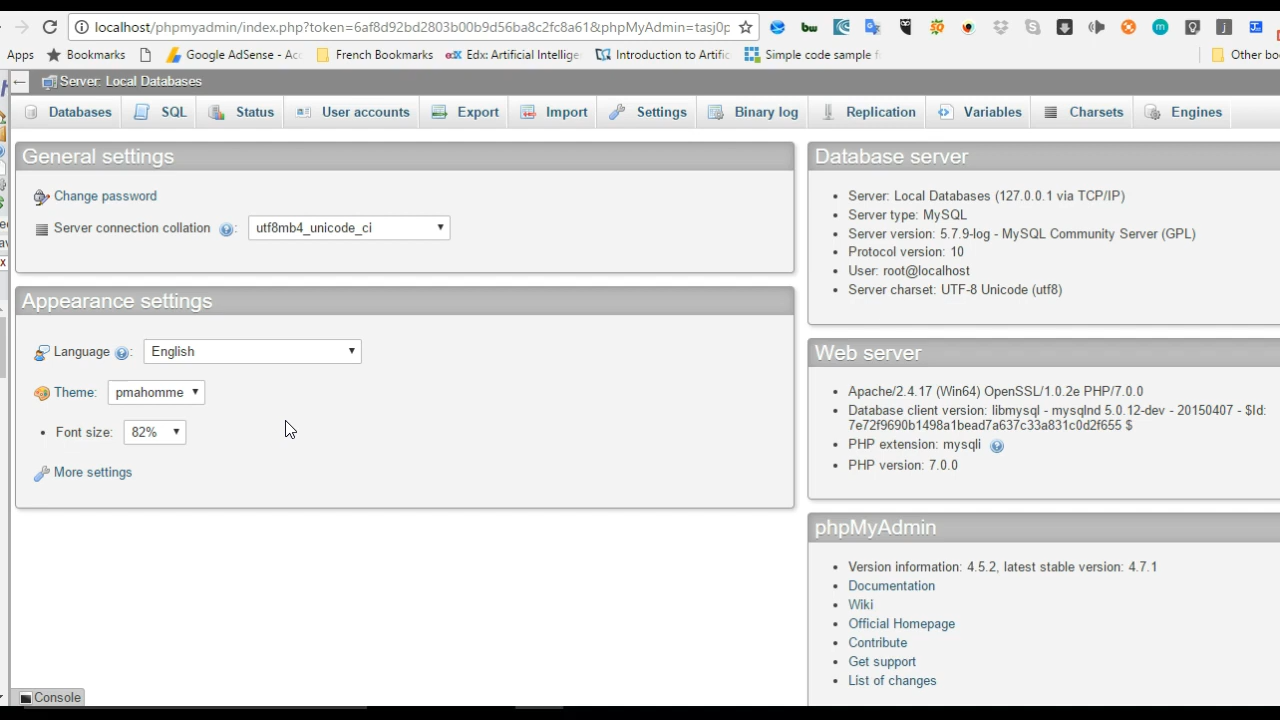 localhost/phpmyadmin/index.php?token=6af8d92bd2803b00b9d56ba8c2fc8a61&phpMyAdmin=tasj0p
Apps Bookmarks Google AdSense - Acc French Bookmarks Edx: Artificial Intellige Introduction to Artific Simple code sample f Other bo
Server: Local Databases
Databases SQL Status User accounts Export Import Settings Binary log Replication Variables Charsets Engines
General settings
Change password
Server connection collation : utf8mb4_unicode_ci
Appearance settings
Language : English
Theme: pmahomme
Font size: 82%
More settings
Database server
Server: Local Databases (127.0.0.1 via TCP/IP)
Server type: MySQL
Server version: 5.7.9-log - MySQL Community Server (GPL)
Protocol version: 10
User: root@localhost
Server charset: UTF-8 Unicode (utf8)
Web server
Apache/2.4.17 (Win64) OpenSSL/1.0.2e PHP/7.0.0
Database client version: libmysql - mysqlnd 5.0.12-dev - 20150407 - $Id:
7e72f9690b1498a1bead7a637c33a831c0d2f655 $
PHP extension: mysqli
PHP version: 7.0.0
phpMyAdmin
Version information: 4.5.2, latest stable version: 4.7.1
Documentation
Wiki
Official Homepage
Contribute
Get support
List of changes
Console